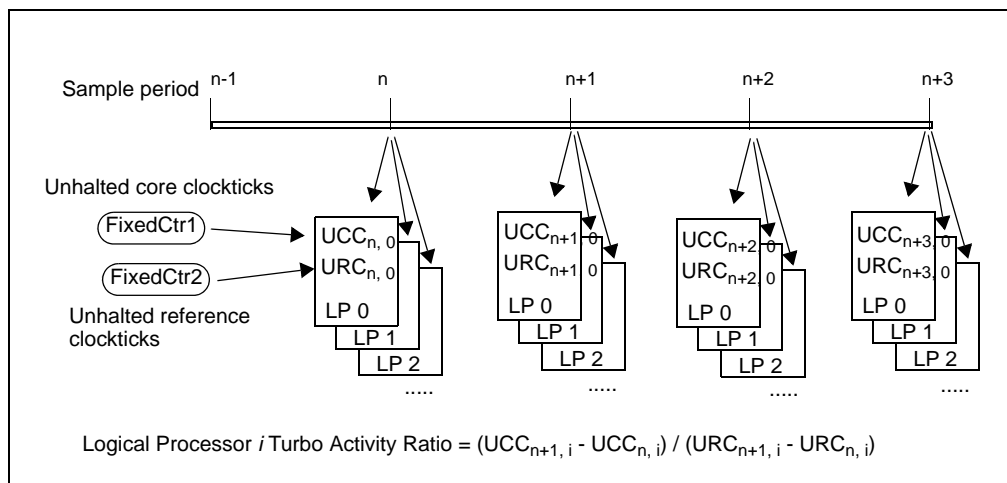 Sample period n-1 n n+1 n+2 n+3
Unhalted core clockticks
FixedCtr1
FixedCtr2
Unhalted reference
clockticks
UCCn, 0
URCn, 0
LP 0
LP 1
LP 2
.....
UCCn+1 0
URCn+1 0
LP 0
LP 1
LP 2
.....
UCCn+2, 0
URCn+2, 0
LP 0
LP 1
LP 2
.....
UCCn+3, 0
URCn+3, 0
LP 0
LP 1
LP 2
.....
Logical Processor i Turbo Activity Ratio = (UCCn+1, i - UCCn, i) / (URCn+1, i - URCn, i)